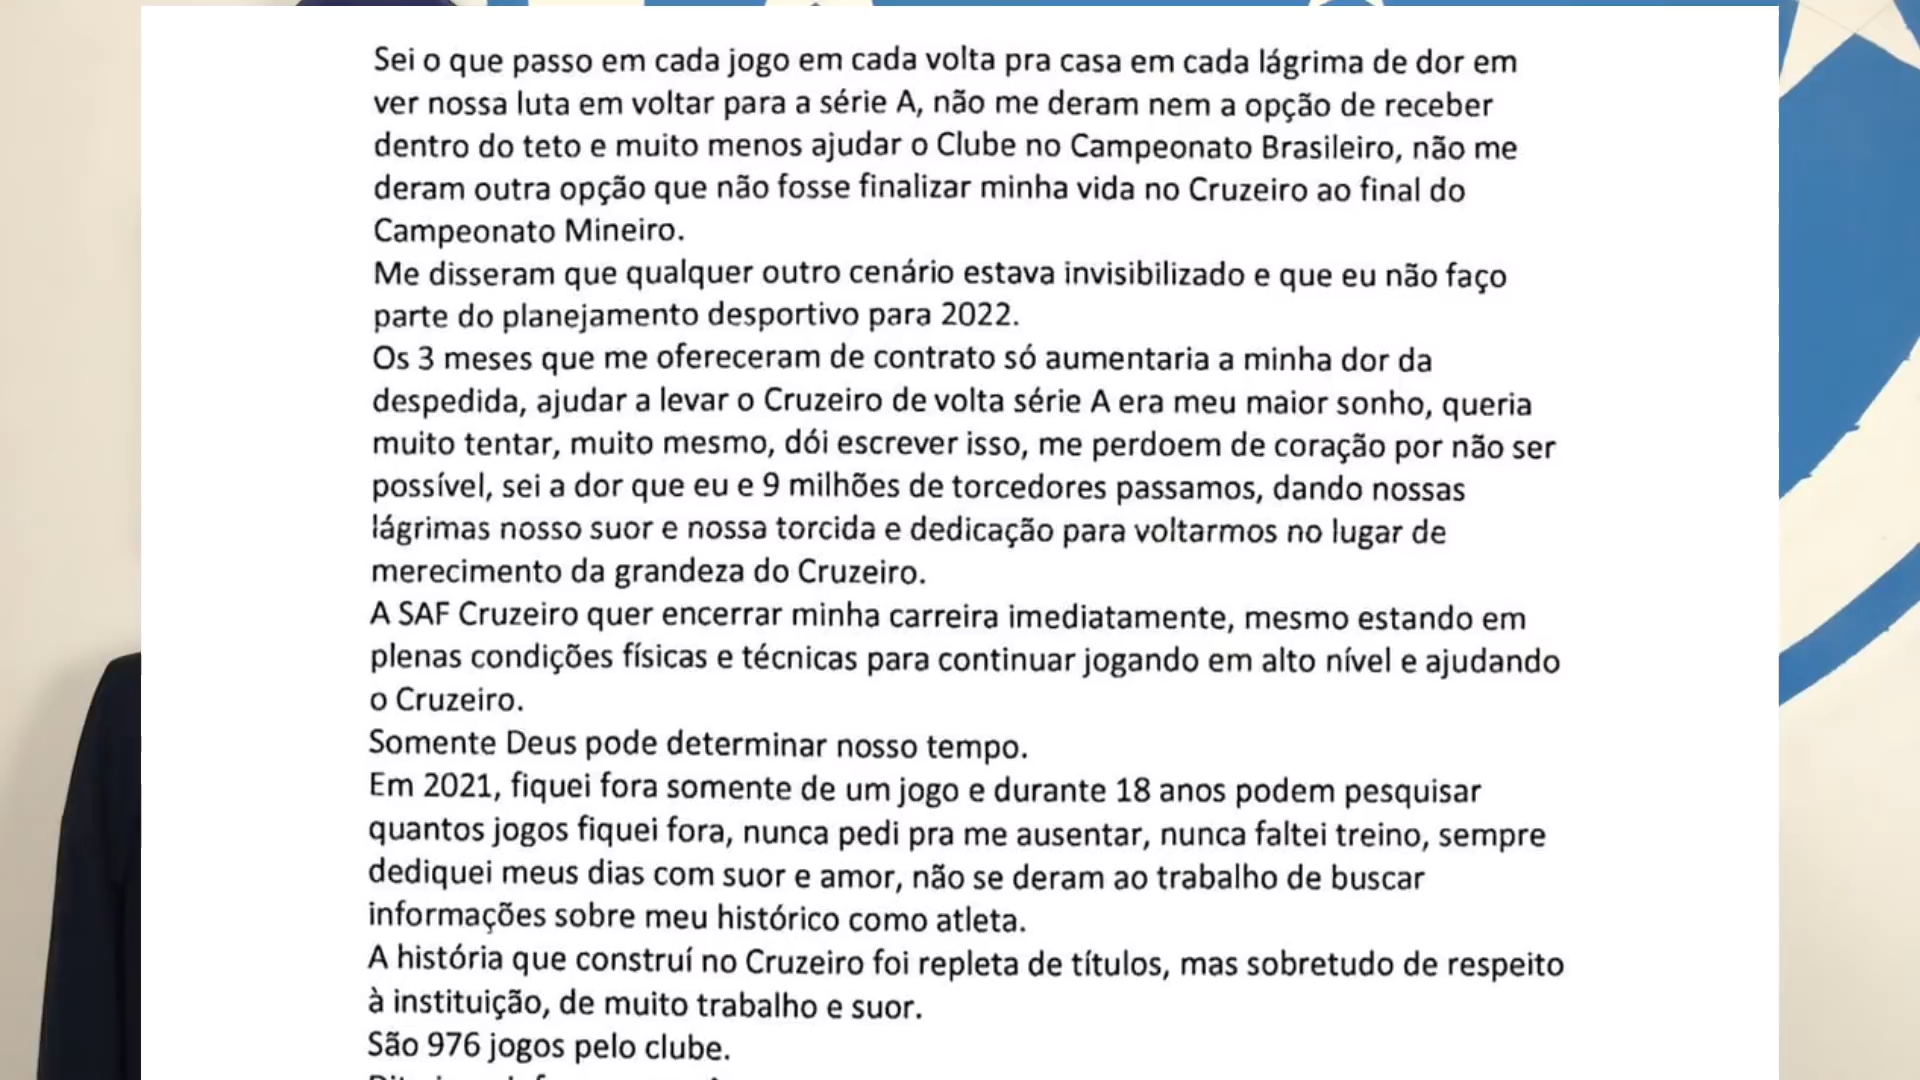 Sei o que passo em cada jogo em cada volta pra casa em cada lágrima de dor em
ver nossa luta em voltar para a série A, não me deram nem a opção de receber
dentro do teto e muito menos ajudar o Clube no Campeonato Brasileiro, não me
deram outra opção que não fosse finalizar minha vida no Cruzeiro ao final do
Campeonato Mineiro.
Me disseram que qualquer outro cenário estava invisibilizado e que eu não faço
parte do planejamento desportivo para 2022.
Os 3 meses que me ofereceram de contrato só aumentaria a minha dor da
despedida, ajudar a levar o Cruzeiro de volta série A era meu maior sonho, queria
muito tentar, muito mesmo, dói escrever isso, me perdoem de coração por não ser
possível, sei a dor que eu e 9 milhões de torcedores passamos, dando nossas
lágrimas nosso suor e nossa torcida e dedicação para voltarmos no lugar de
merecimento da grandeza do Cruzeiro.
A SAF Cruzeiro quer encerrar minha carreira imediatamente, mesmo estando em
plenas condições físicas e técnicas para continuar jogando em alto nível e ajudando
o Cruzeiro.
Somente Deus pode determinar nosso tempo.
Em 2021, fiquei fora somente de um jogo e durante 18 anos podem pesquisar
quantos jogos fiquei fora, nunca pedi pra me ausentar, nunca faltei treino, sempre
dediquei meus dias com suor e amor, não se deram ao trabalho de buscar
informações sobre meu histórico como atleta.
A história que construí no Cruzeiro foi repleta de títulos, mas sobretudo de respeito
à instituição, de muito trabalho e suor.
São 976 jogos pelo clube.